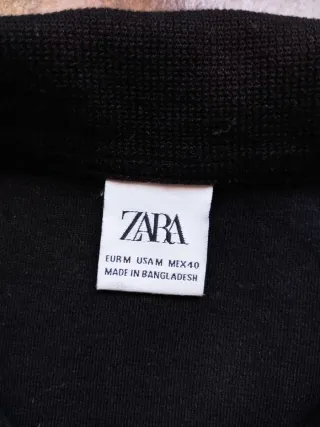 ZARA
EUR M USA M MEX 40
MADE IN BANGLADESH